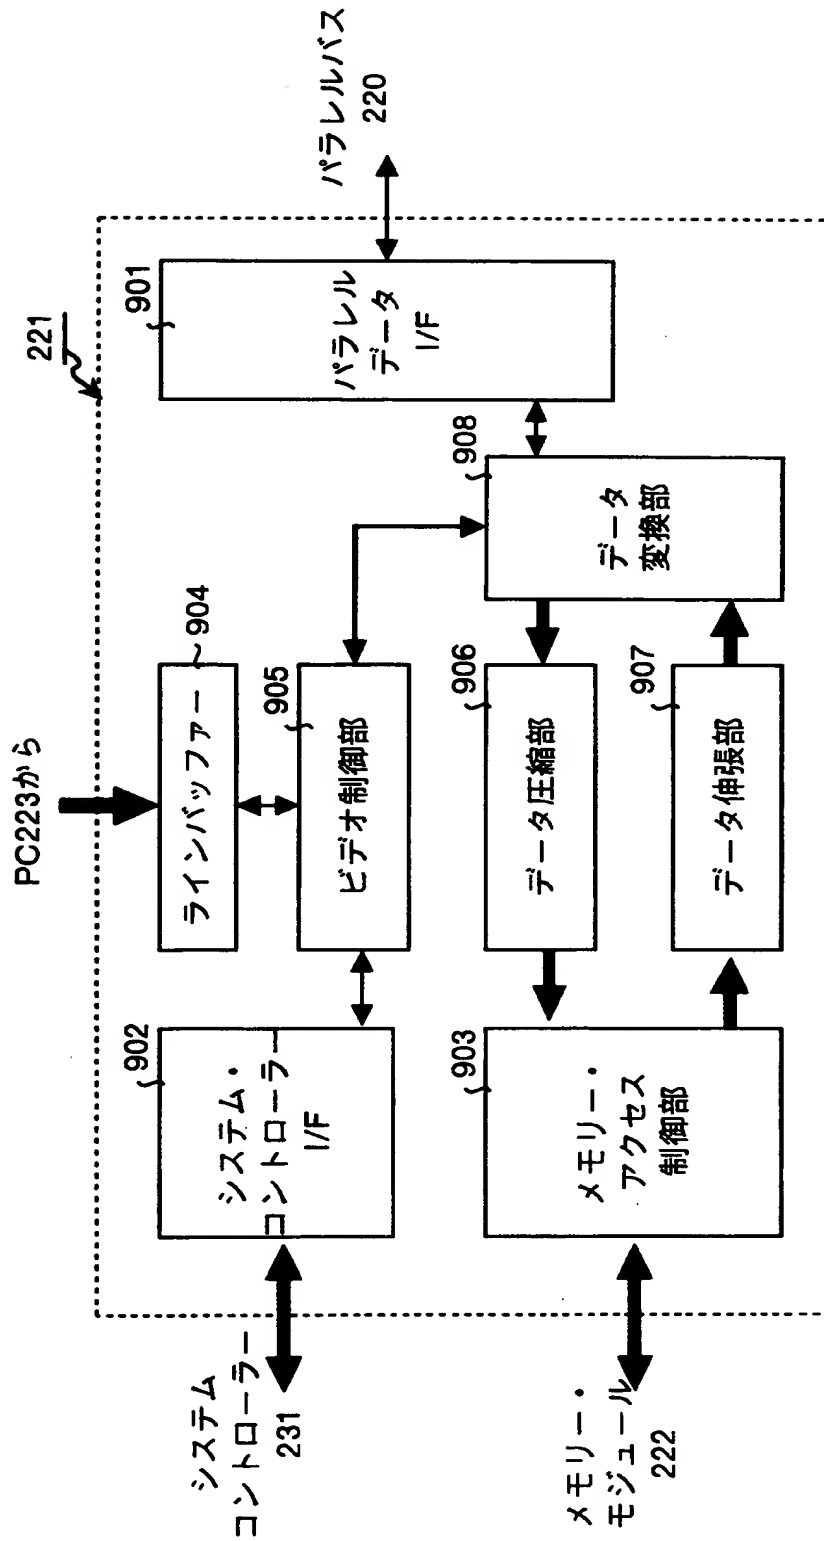 PC223から
221
904
ラインバッファー
902
システム・
コントローラー
I/F
905
ビデオ制御部
901
パラレル
データ
I/F
システム
コントローラー
231
パラレルバス
220
903
メモリー・
アクセス
制御部
906
データ圧縮部
908
データ
変換部
907
データ伸張部
メモリー・
モジュール
222